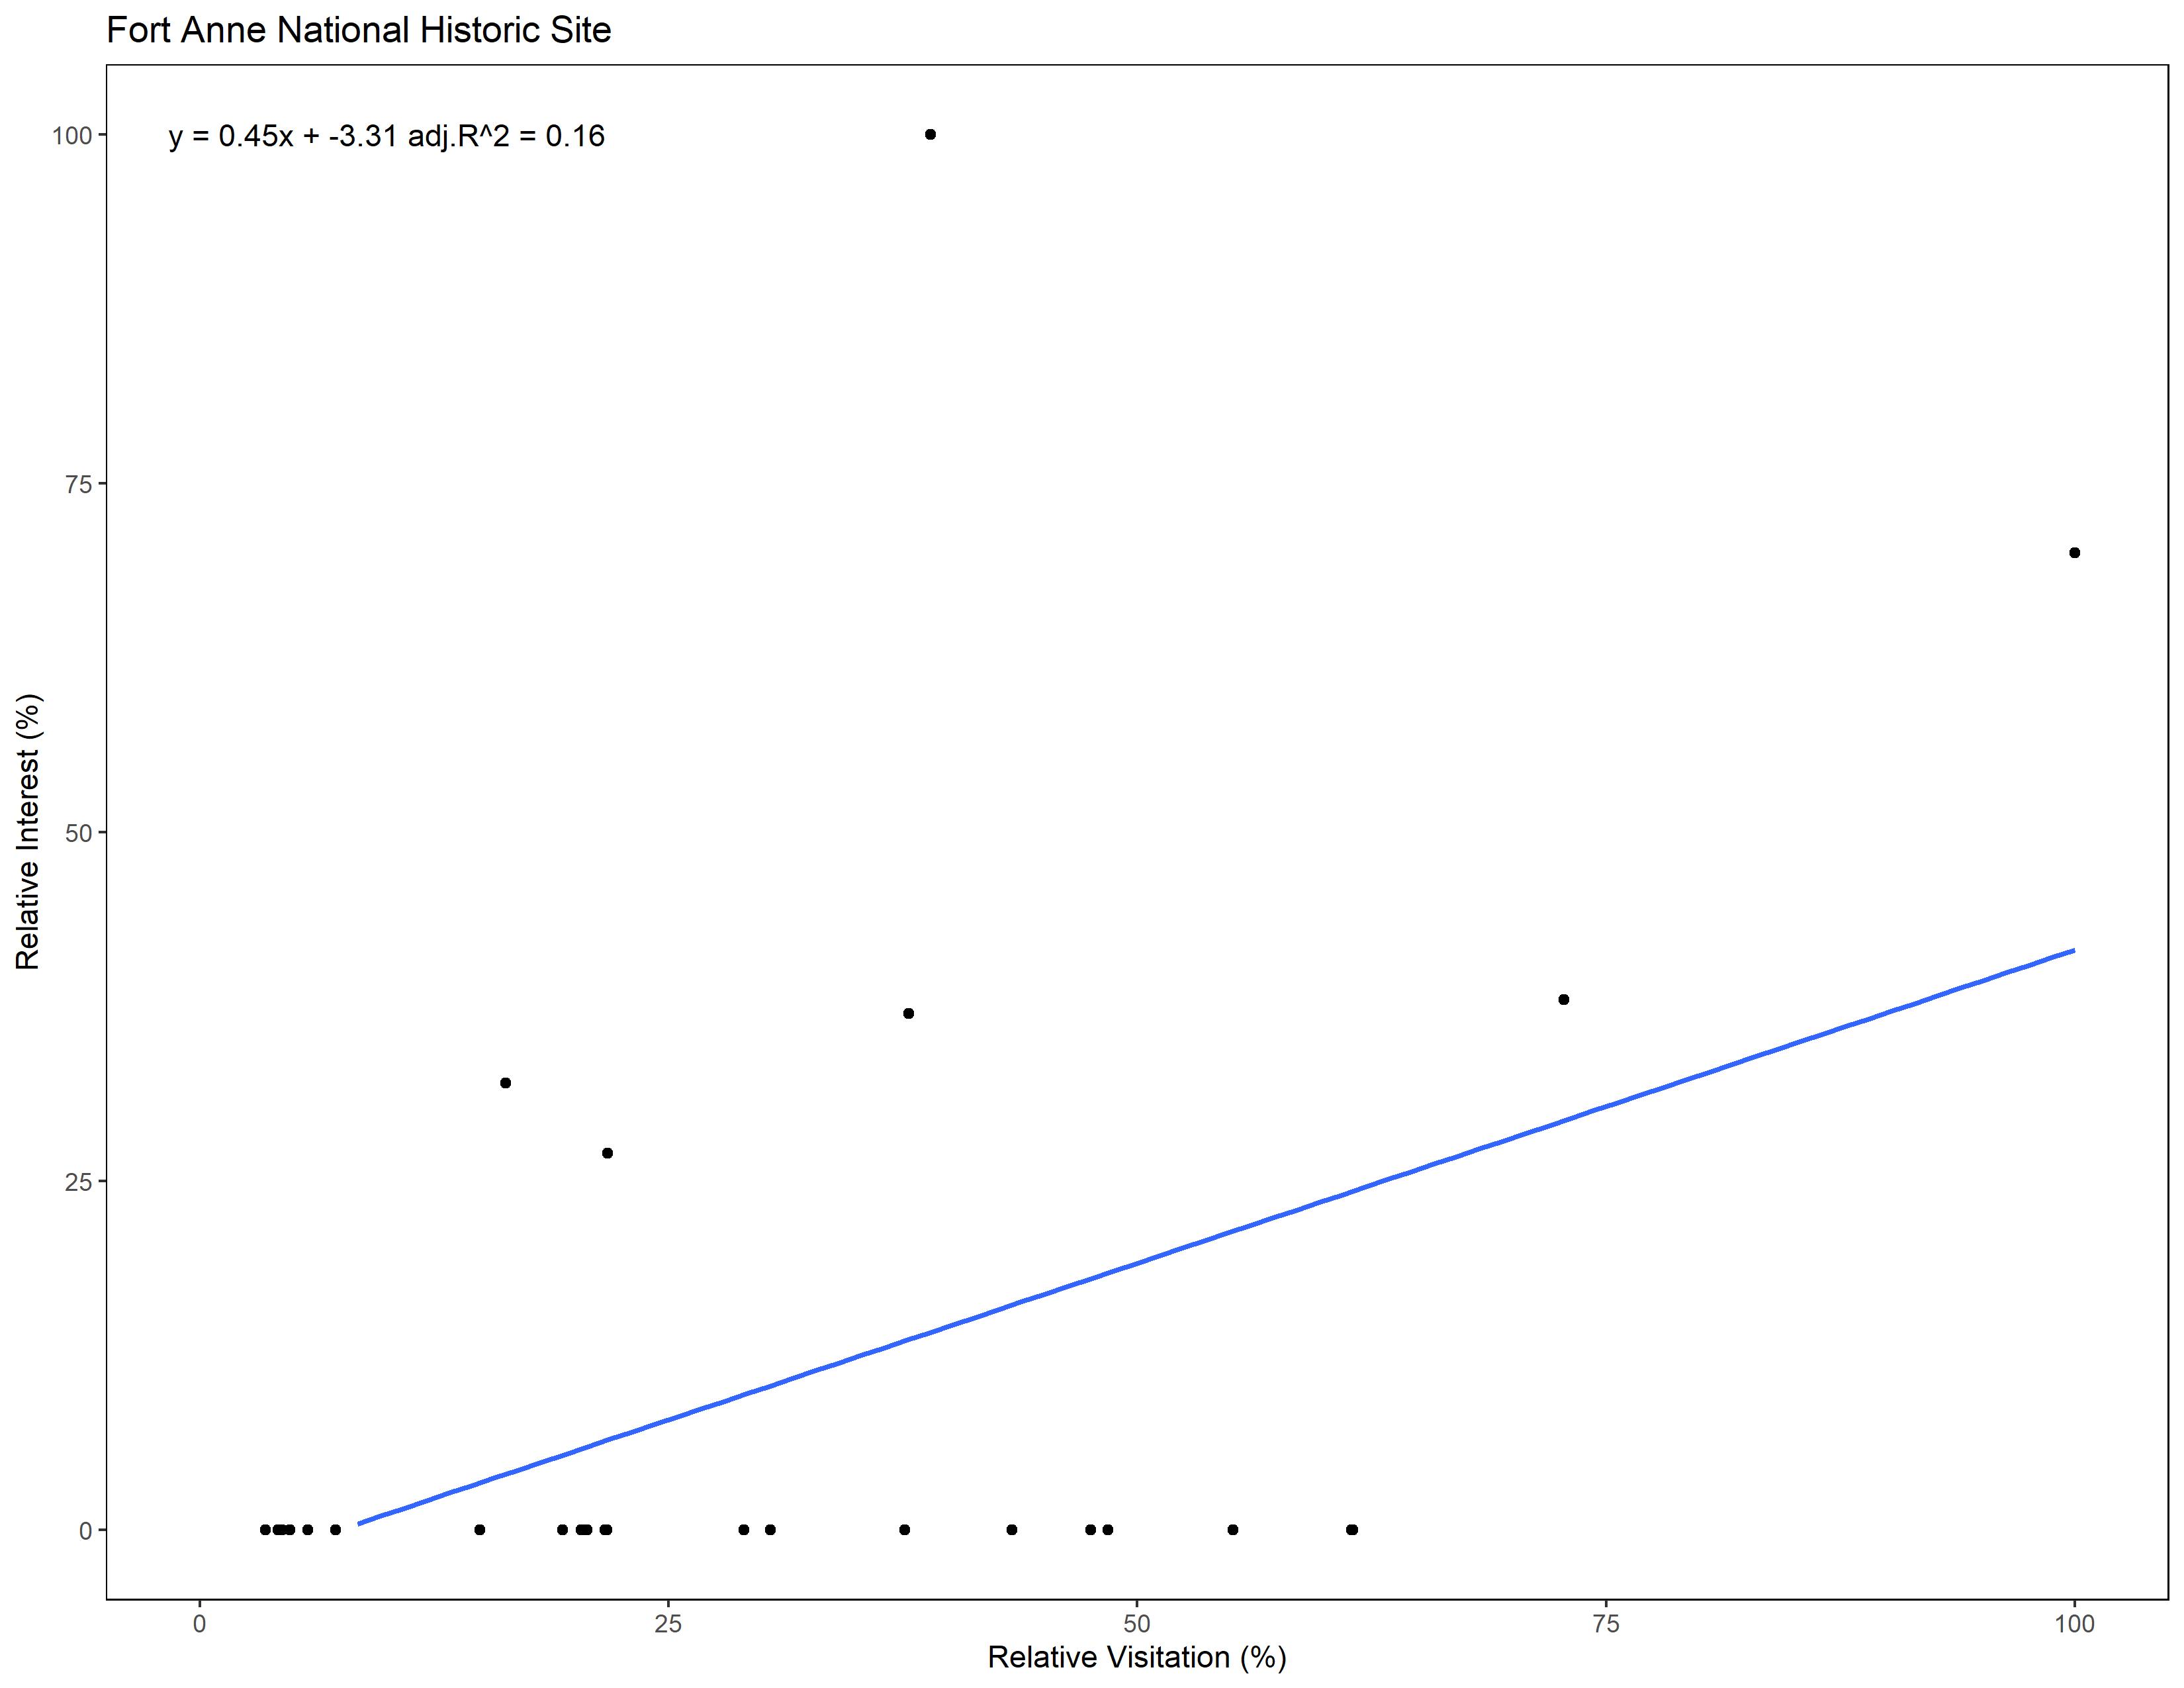 Fort Anne National Historic Site
y = 0.45x + -3.31 adj.R^2 = 0.16
100
75
50
25
0
Relative Interest (%)
0 25 50 75 100
Relative Visitation (%)